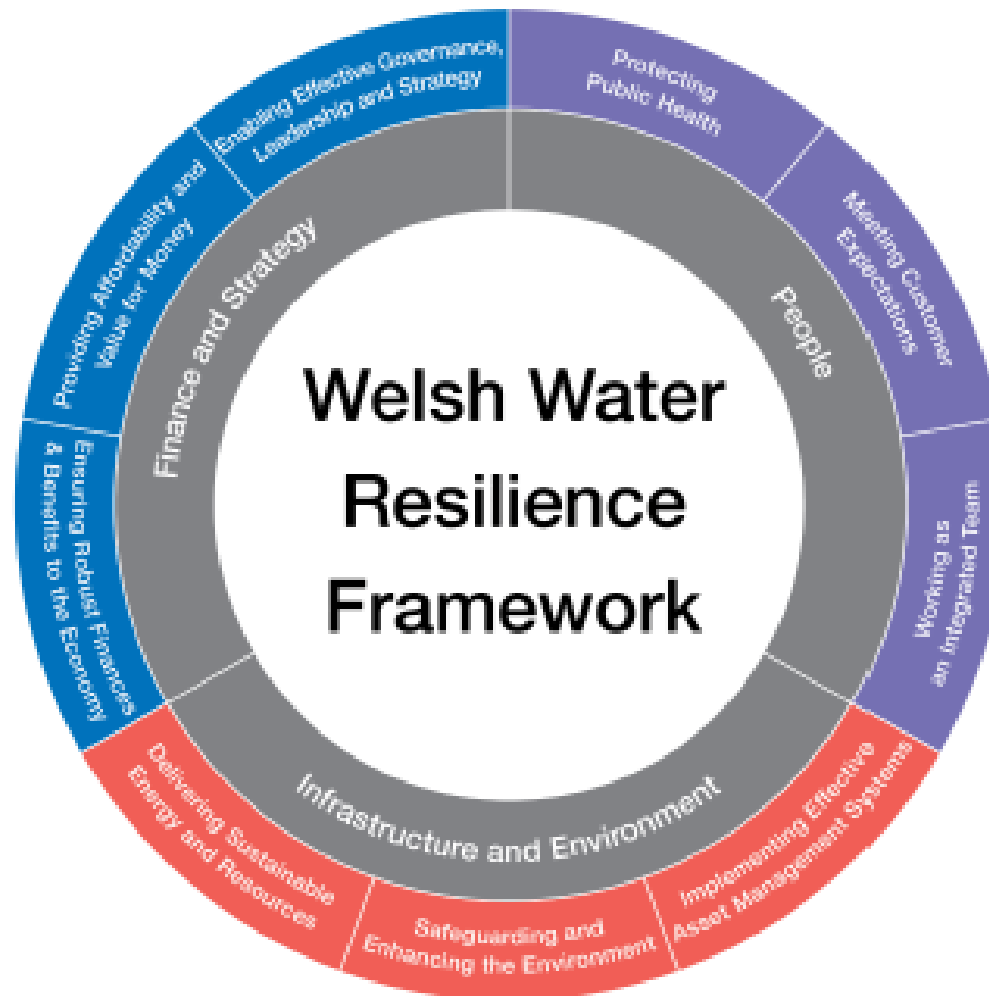 Welsh Water
Resilience
Framework
People
Protecting
Public Health
Meeting Customer
Expectations
Working as
an Integrated Team
Infrastructure and Environment
Implementing Effective
Asset Management Systems
Safeguarding and
Enhancing the Environment
Delivering Sustainable
Energy and Resources
Finance and Strategy
Ensuring Robust Finances
& Benefits to the Economy
Providing Affordability and
Value for Money
Enabling Effective Governance,
Leadership and Strategy